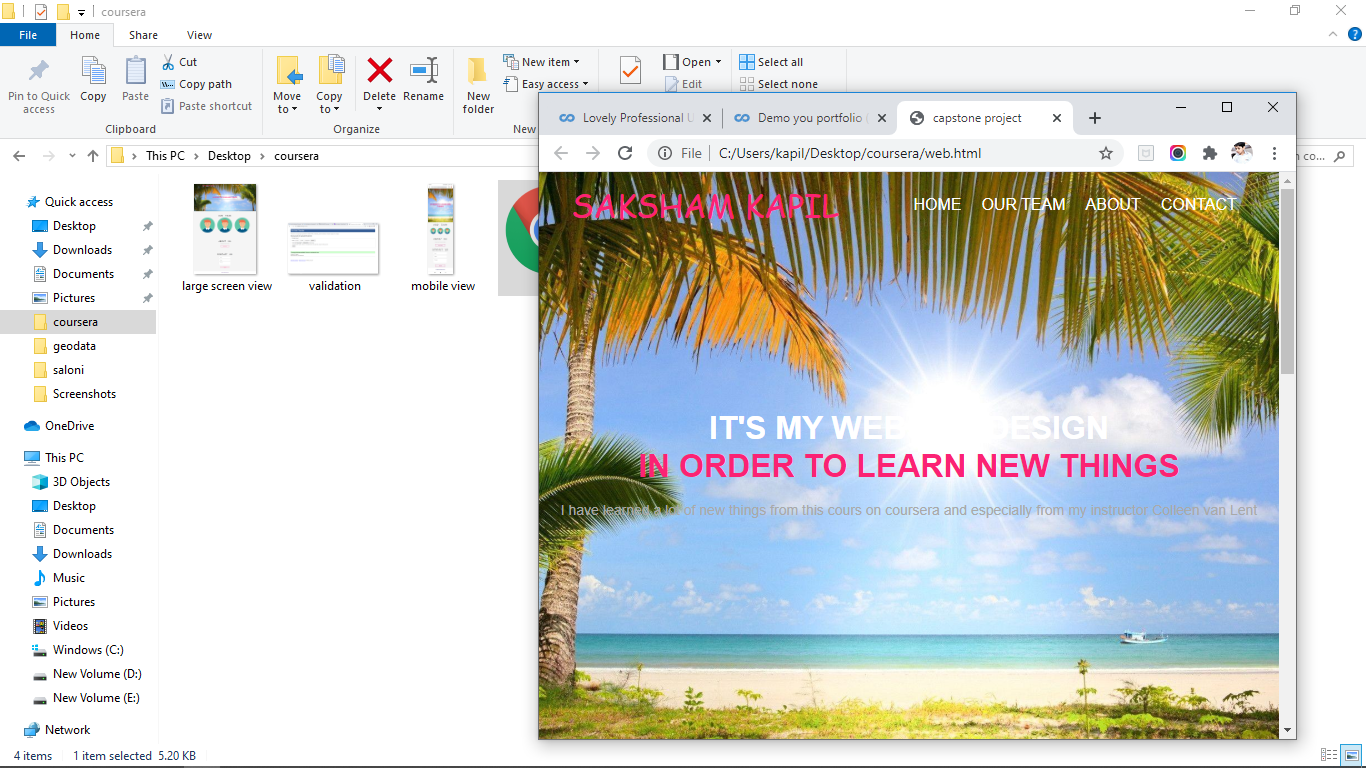 coursera
File Home Share View
Pin to Quick access
Copy
Paste
Cut
Copy path
Paste shortcut
Clipboard
Move to
Copy to
Delete
Rename
Organize
New folder
New item
Easy access
New
Open
Edit
Select all
Select none
This PC > Desktop > coursera
co...
Quick access
Desktop
Downloads
Documents
Pictures
coursera
geodata
saloni
Screenshots
OneDrive
This PC
3D Objects
Desktop
Documents
Downloads
Music
Pictures
Videos
Windows (C:)
New Volume (D:)
New Volume (E:)
Network
large screen view
validation
mobile view
4 items 1 item selected 5.20 KB
Lovely Professional U
Demo you portfolio
capstone project
File C:/Users/kapil/Desktop/coursera/web.html
SAKSHAM KAPIL
HOME OUR TEAM ABOUT CONTACT
IT'S MY WEB DESIGN
IN ORDER TO LEARN NEW THINGS
I have learned a lot of new things from this cours on coursera and especially from my instructor Colleen van Lent